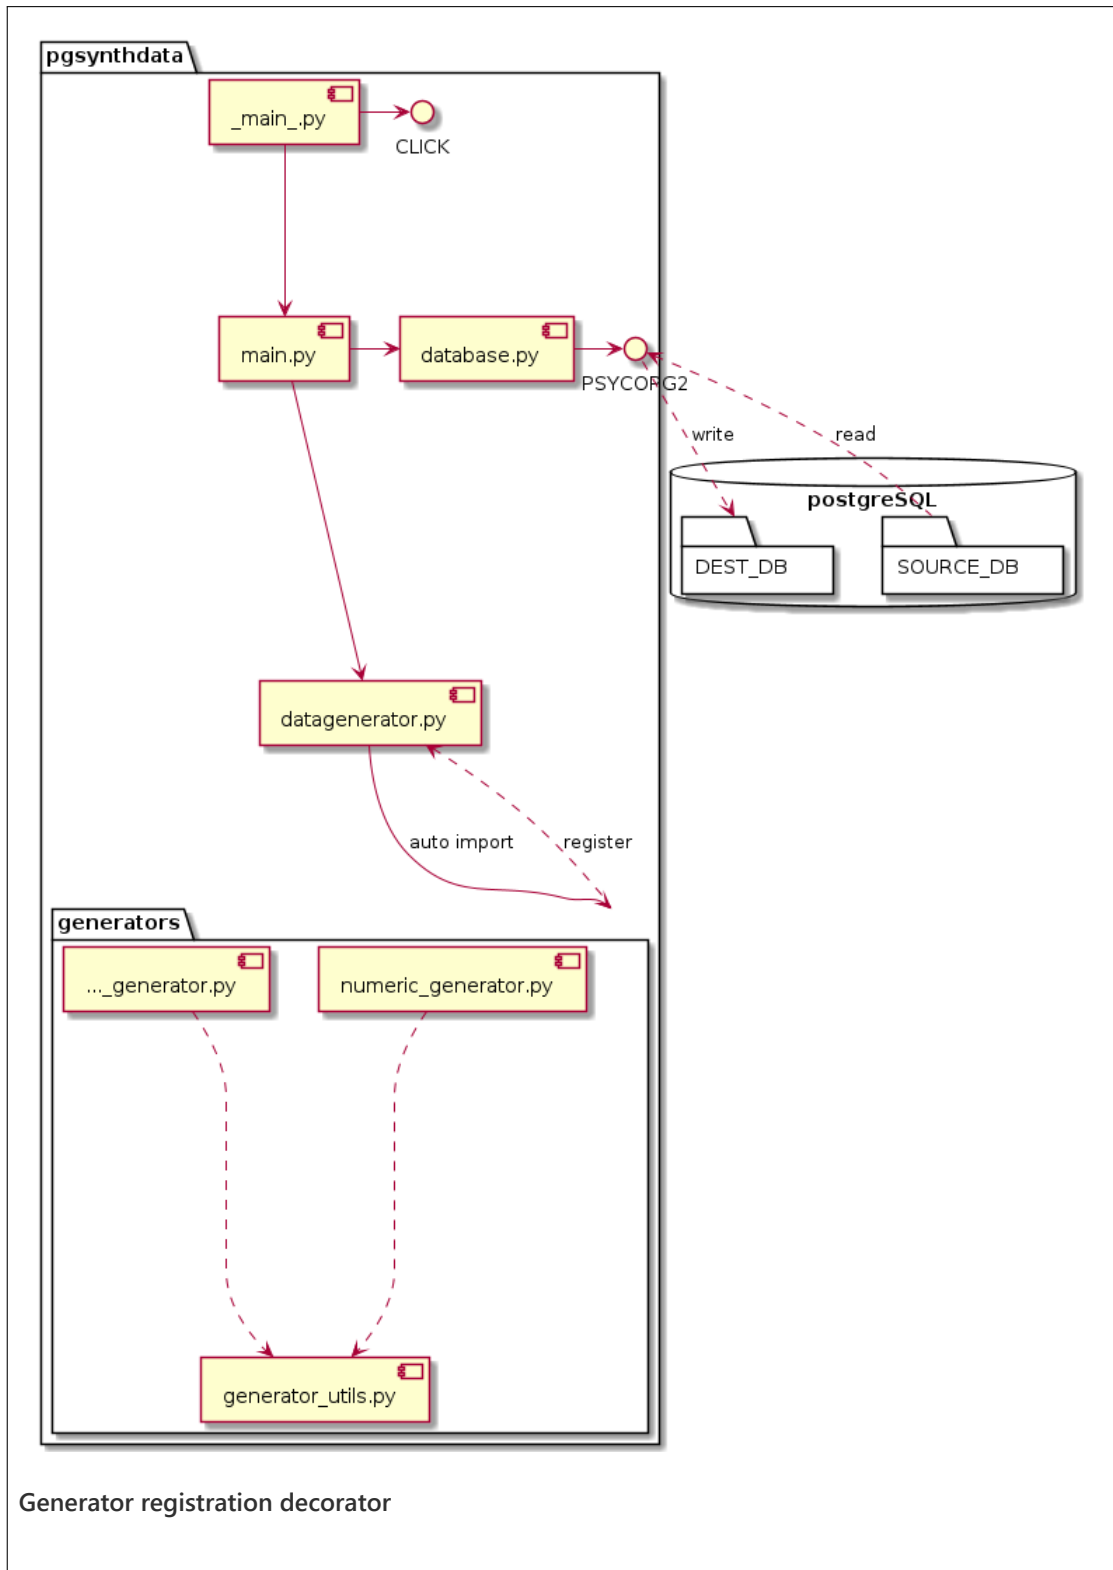 pgsynthdata
_main_.py
CLICK
main.py
database.py
PSYCORG2
write
read
postgreSQL
DEST_DB
SOURCE_DB
datagenerator.py
auto import
register
generators
..._generator.py
numeric_generator.py
generator_utils.py
Generator registration decorator